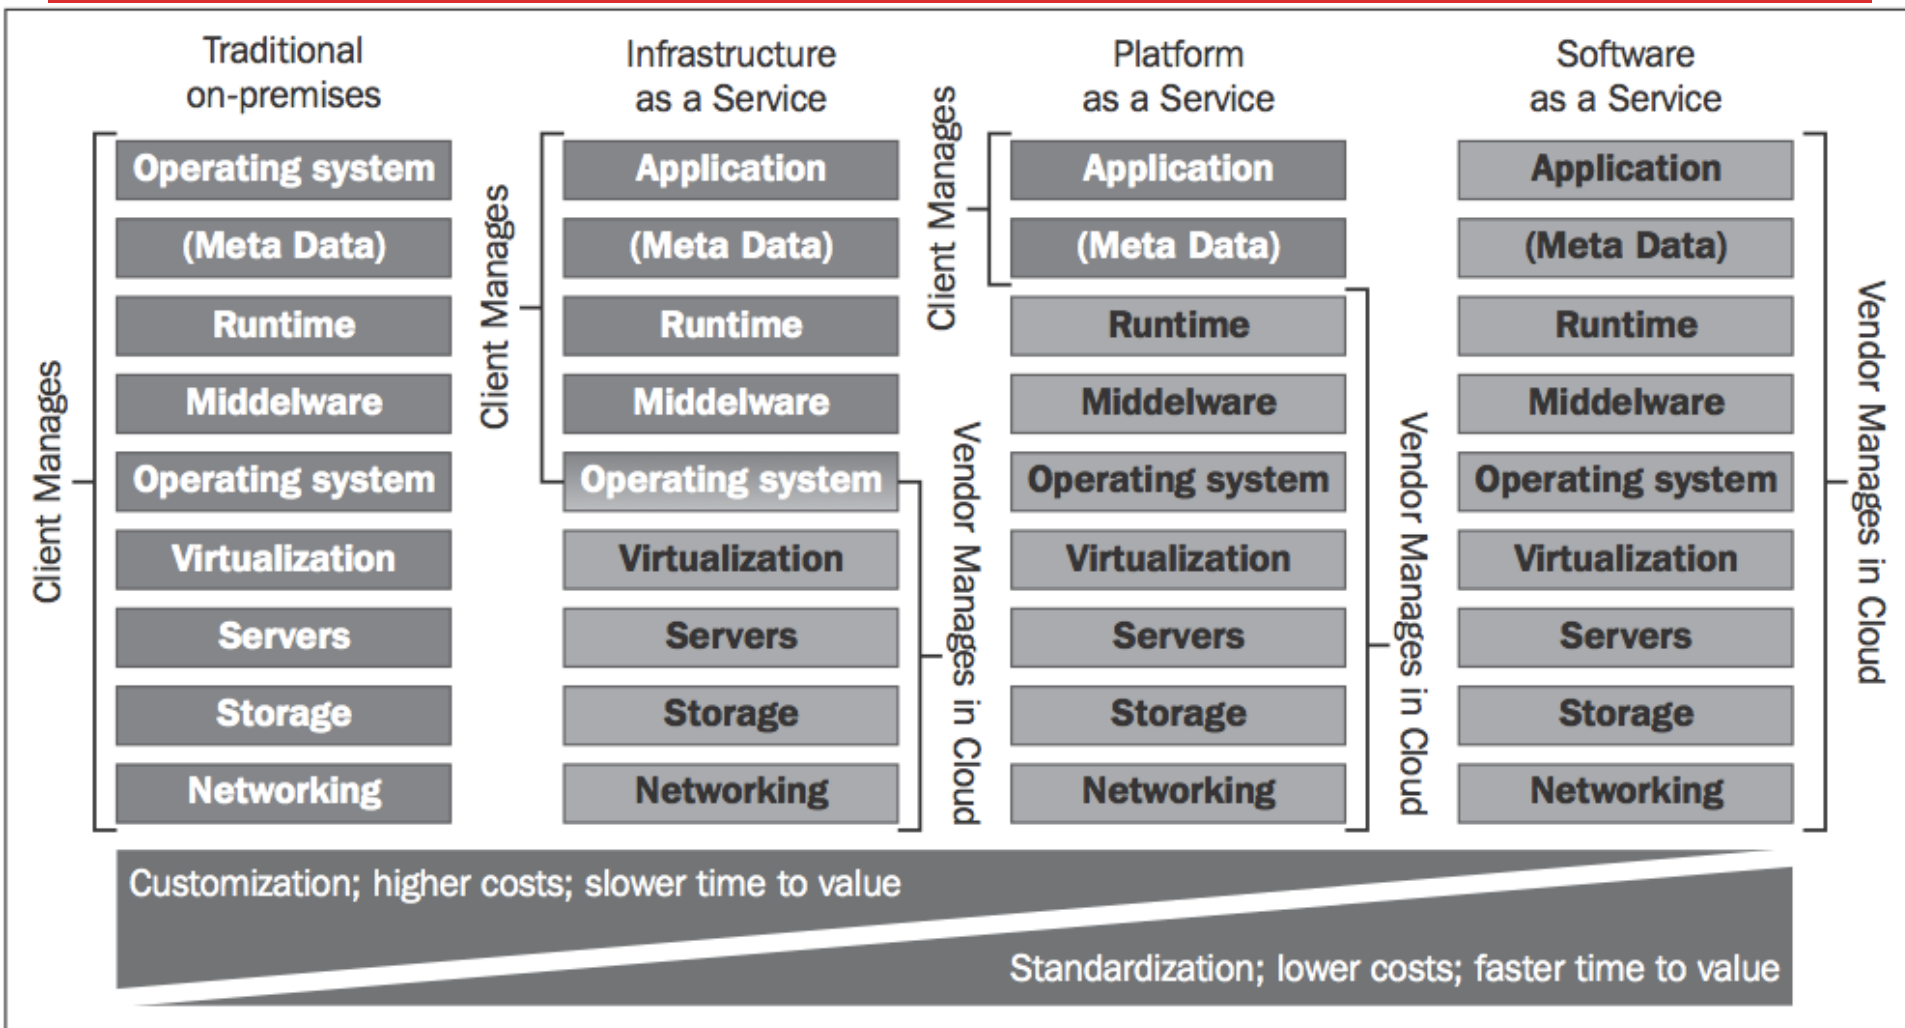 Traditional
on-premises
Client Manages
Operating system
(Meta Data)
Runtime
Middelware
Operating system
Virtualization
Servers
Storage
Networking
Infrastructure
as a Service
Client Manages
Application
(Meta Data)
Runtime
Middelware
Operating system
Virtualization
Servers
Storage
Networking
Vendor Manages in Cloud
Platform
as a Service
Client Manages
Application
(Meta Data)
Runtime
Middelware
Operating system
Virtualization
Servers
Storage
Networking
Vendor Manages in Cloud
Software
as a Service
Application
(Meta Data)
Runtime
Middelware
Operating system
Virtualization
Servers
Storage
Networking
Vendor Manages in Cloud
Customization; higher costs; slower time to value
Standardization; lower costs; faster time to value